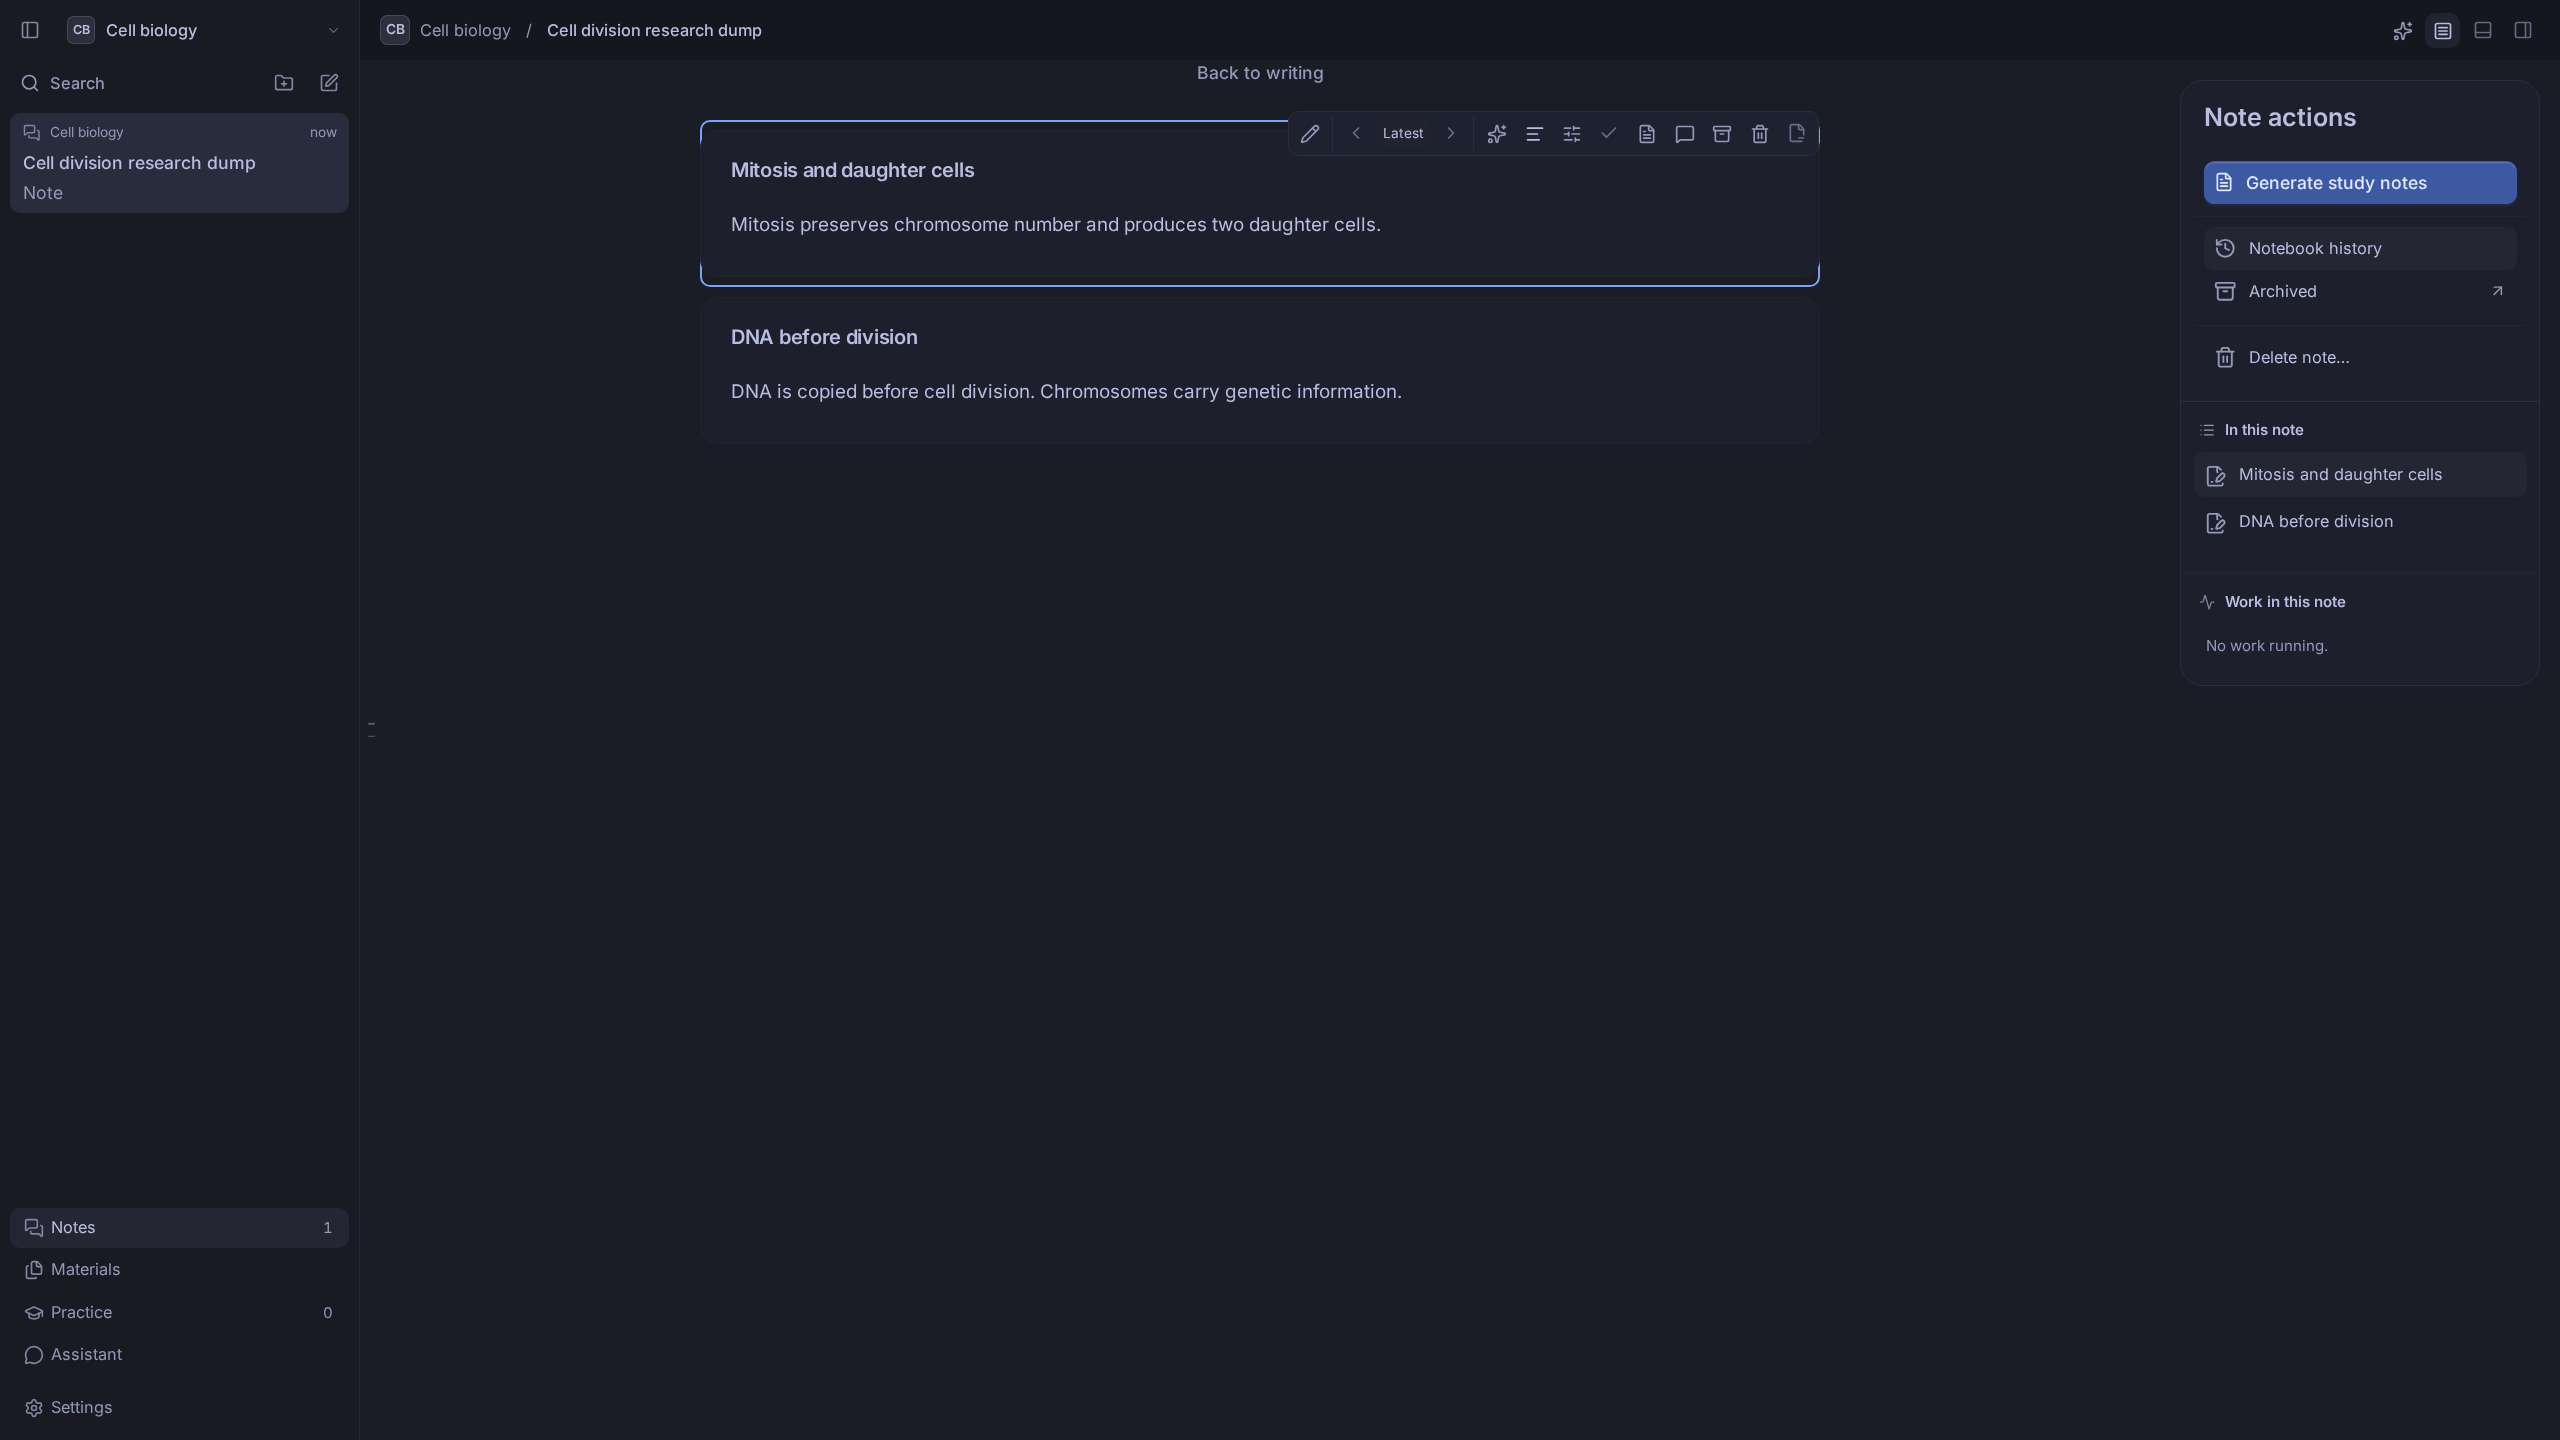 CB Cell biology
Search
Cell biology now
Cell division research dump
Note
Notes 1
Materials
Practice 0
Assistant
Settings
CB Cell biology / Cell division research dump
Back to writing
Latest
Mitosis and daughter cells
Mitosis preserves chromosome number and produces two daughter cells.
DNA before division
DNA is copied before cell division. Chromosomes carry genetic information.
Note actions
Generate study notes
Notebook history
Archived
Delete note...
In this note
Mitosis and daughter cells
DNA before division
Work in this note
No work running.